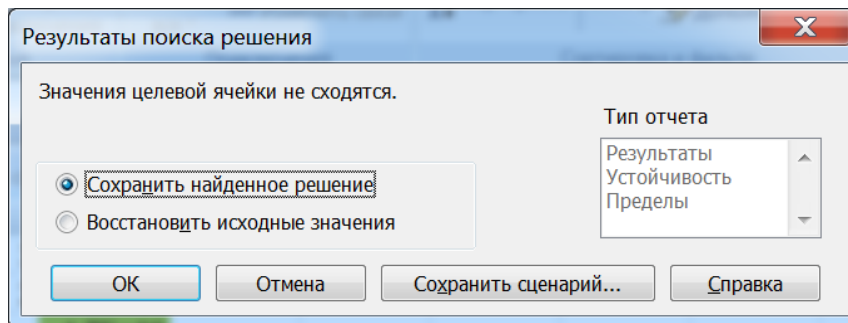 Результаты поиска решения
Значения целевой ячейки не сходятся.
Тип отчета
Результаты
Устойчивость
Пределы
Сохранить найденное решение
Восстановить исходные значения
ОК
Отмена
Сохранить сценарий...
Справка